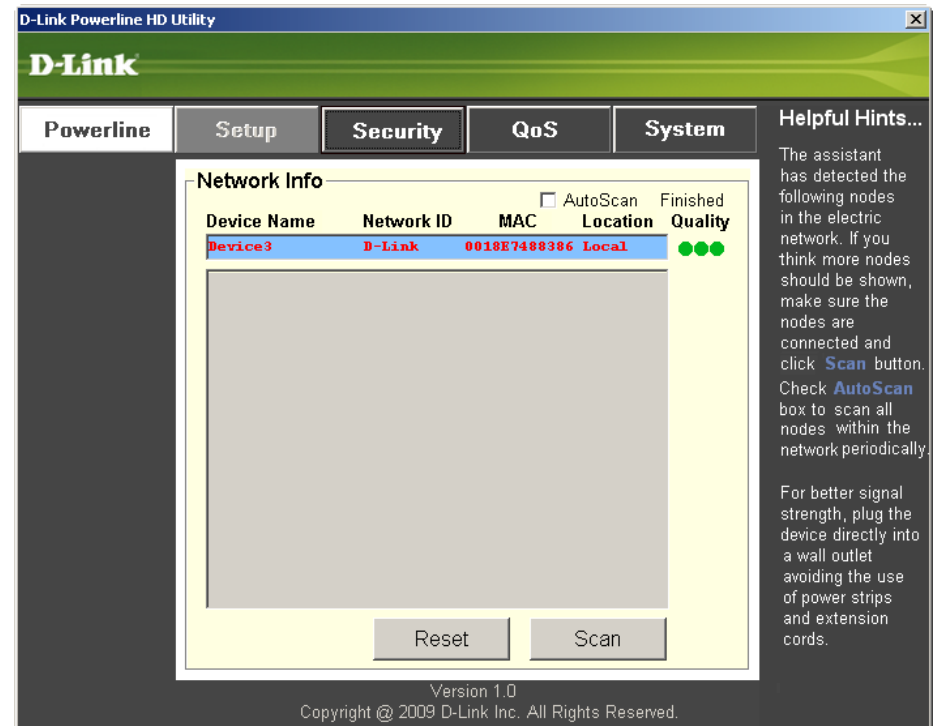 D-Link Powerline HD Utility
D-Link
Powerline Setup Security QoS System
Network Info
AutoScan Finished
Device Name Network ID MAC Location Quality
Device3 D-Link 0018E7488386 Local
Reset Scan
Version 1.0
Copyright @ 2009 D-Link Inc. All Rights Reserved.
Helpful Hints...
The assistant
has detected the
following nodes
in the electric
network. If you
think more nodes
should be shown,
make sure the
nodes are
connected and
click Scan button.
Check AutoScan
box to scan all
nodes within the
network periodically.
For better signal
strength, plug the
device directly into
a wall outlet
avoiding the use
of power strips
and extension
cords.